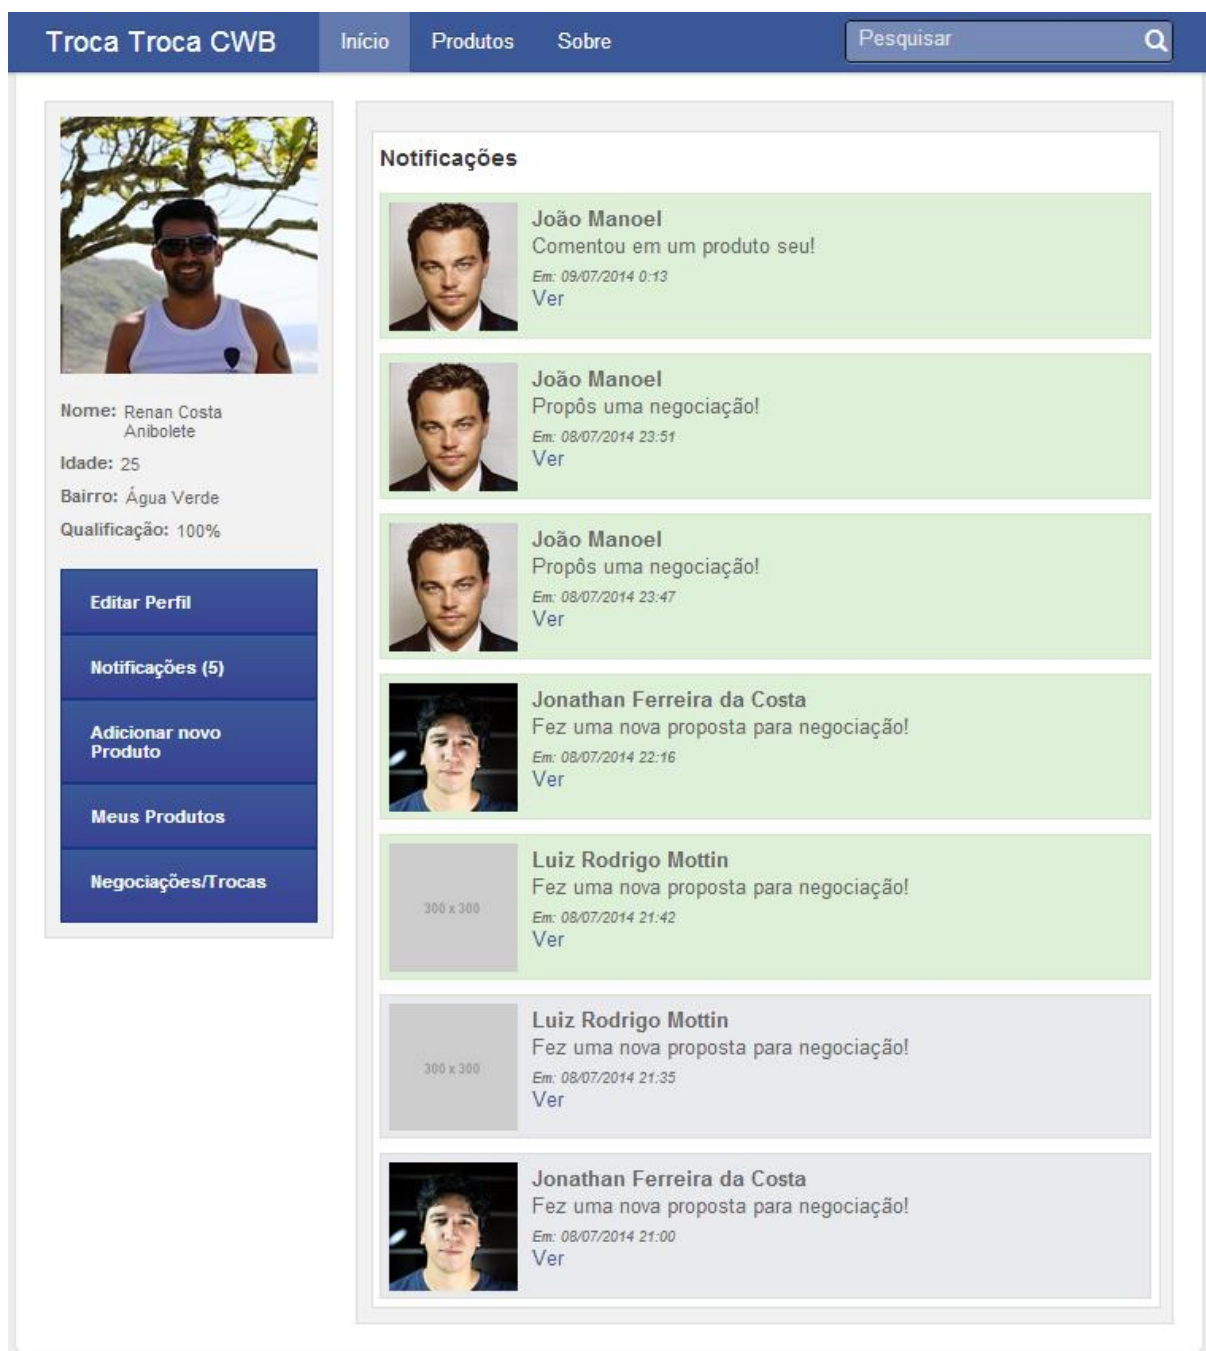 Troca Troca CWB
Início
Produtos
Sobre
Pesquisar
Nome: Renan Costa
Anibolete
Idade: 25
Bairro: Água Verde
Qualificação: 100%
Editar Perfil
Notificações (5)
Adicionar novo
Produto
Meus Produtos
Negociações/Trocas
Notificações
João Manoel
Comentou em um produto seu!
Em: 09/07/2014 0:13
Ver
João Manoel
Propôs uma negociação!
Em: 08/07/2014 23:51
Ver
João Manoel
Propôs uma negociação!
Em: 08/07/2014 23:47
Ver
Jonathan Ferreira da Costa
Fez uma nova proposta para negociação!
Em: 08/07/2014 22:16
Ver
300 x 300
Luiz Rodrigo Mottin
Fez uma nova proposta para negociação!
Em: 08/07/2014 21:42
Ver
300 x 300
Luiz Rodrigo Mottin
Fez uma nova proposta para negociação!
Em: 08/07/2014 21:35
Ver
Jonathan Ferreira da Costa
Fez uma nova proposta para negociação!
Em: 08/07/2014 21:00
Ver